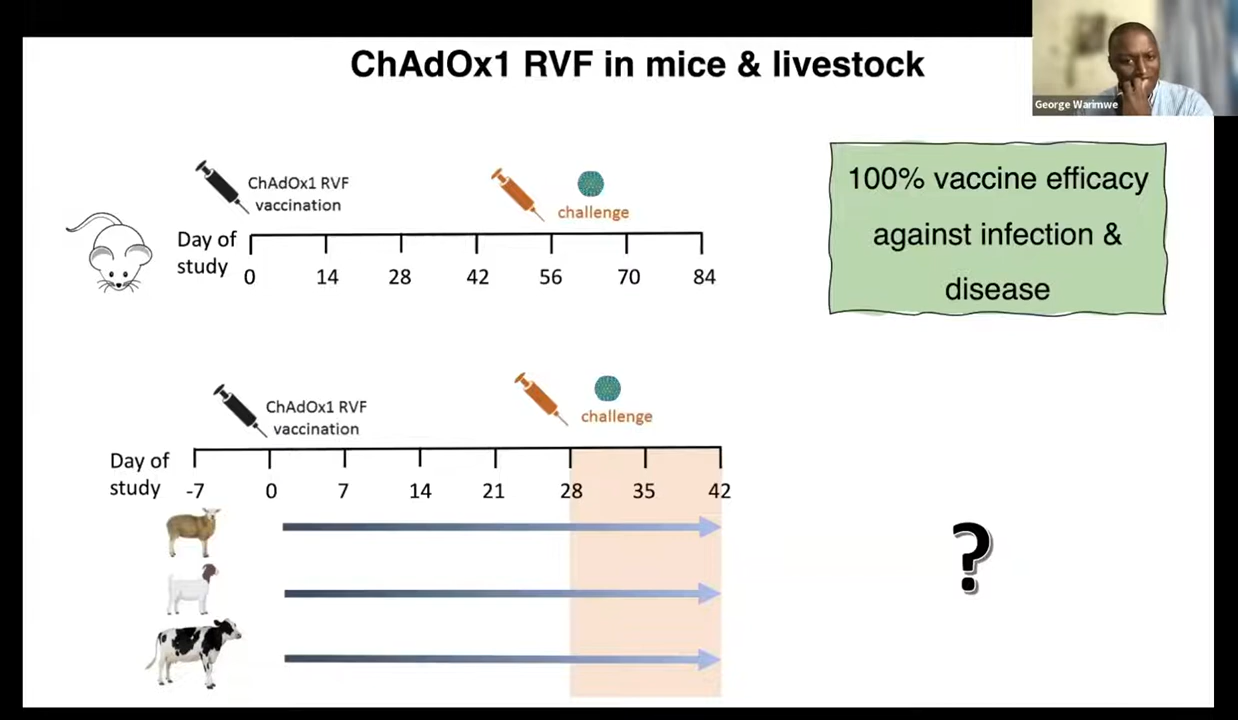 ChAdOx1 RVF in mice & livestock
George Warimwe
ChAdOx1 RVF
vaccination
challenge
Day of
study
0 14 28 42 56 70 84
100% vaccine efficacy
against infection &
disease
ChAdOx1 RVF
vaccination
challenge
Day of
study
-7 0 7 14 21 28 35 42
?